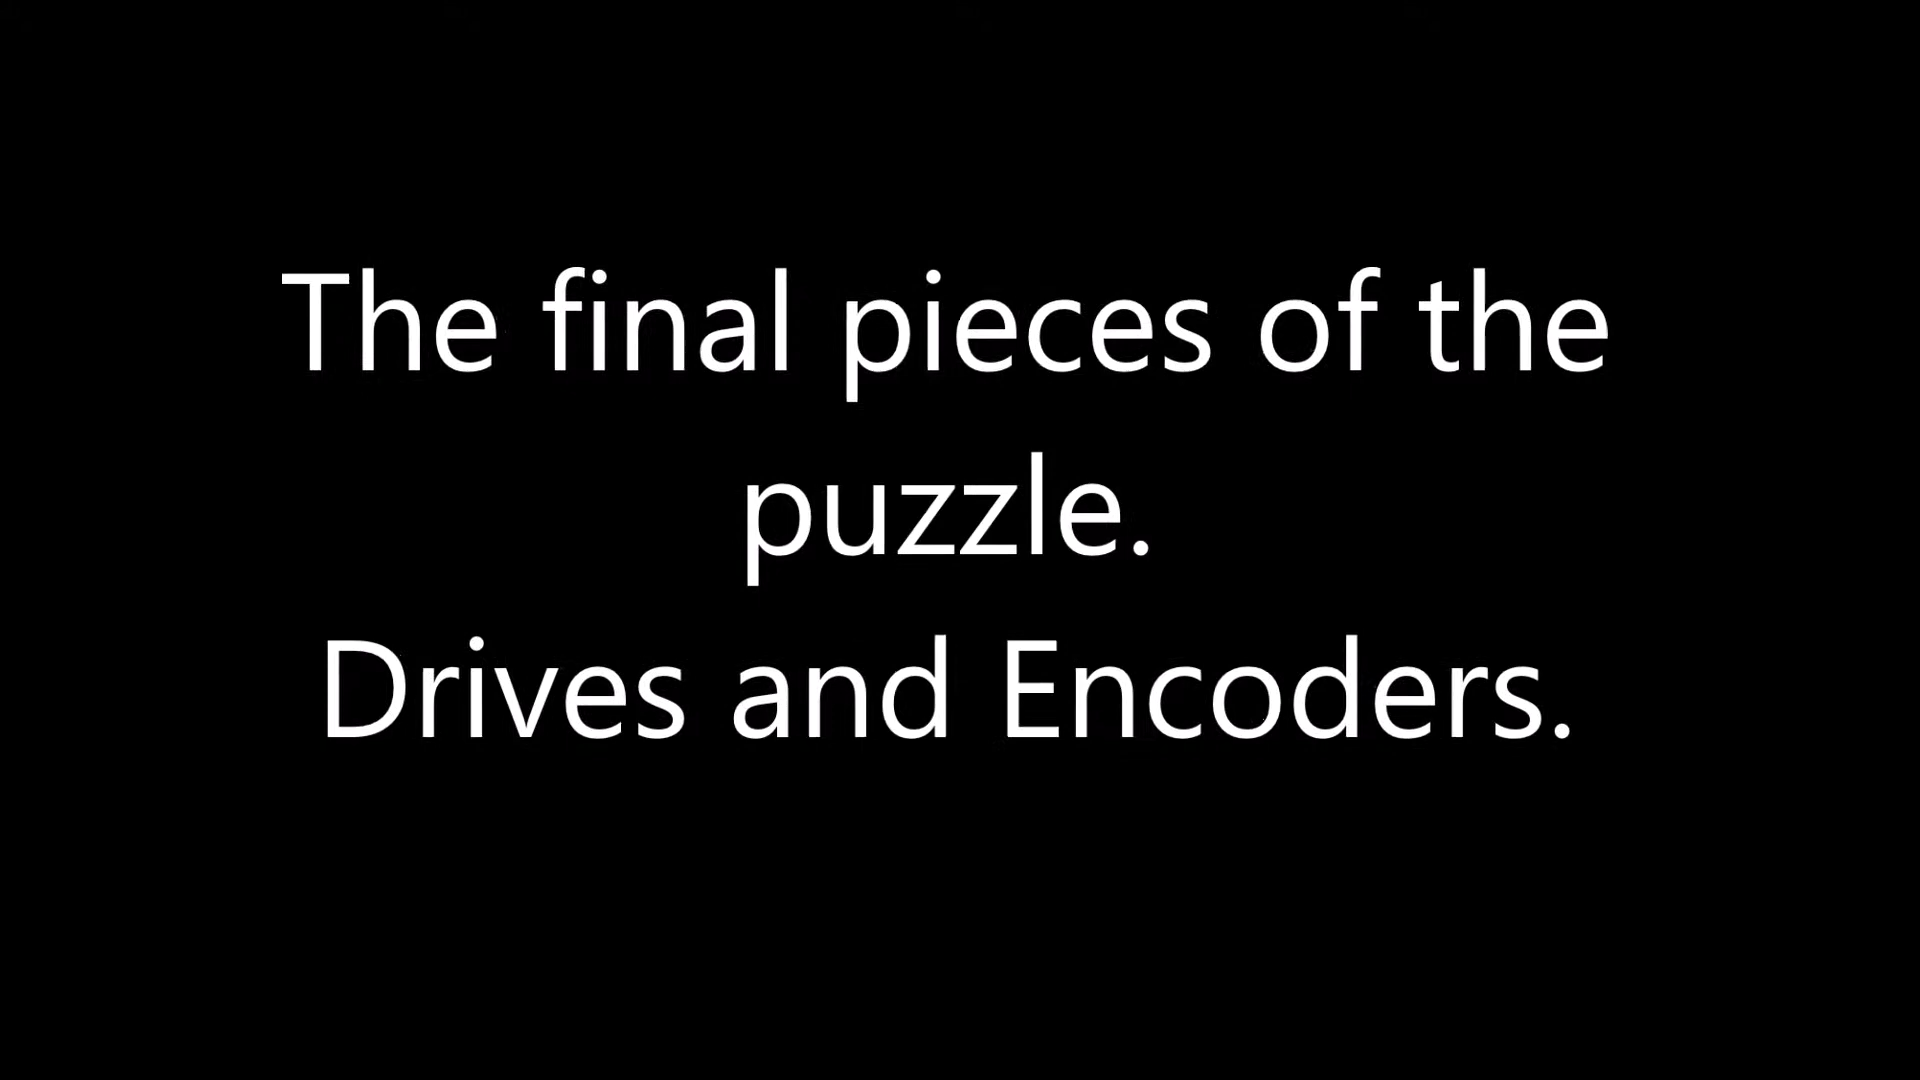 The final pieces of the
puzzle.
Drives and Encoders.